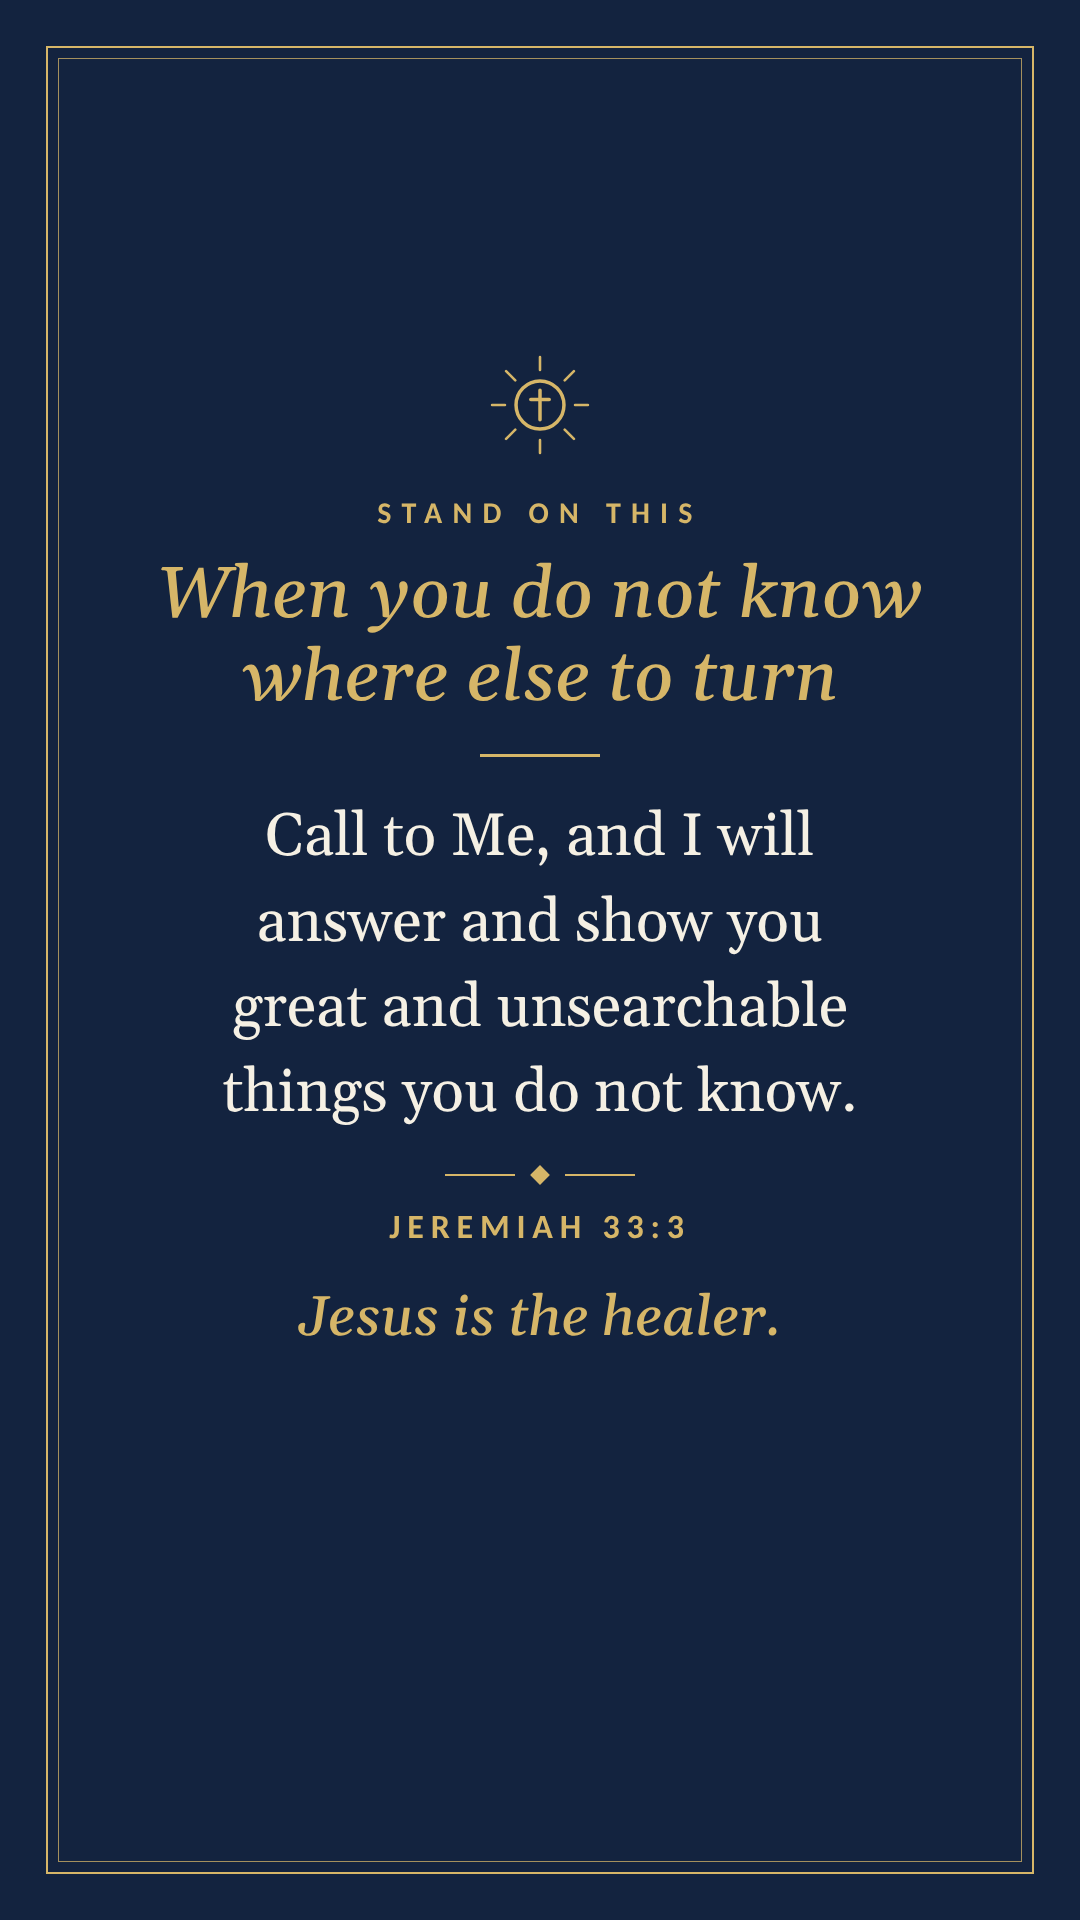 STAND ON THIS
When you do not know
where else to turn
Call to Me, and I will
answer and show you
great and unsearchable
things you do not know.
JEREMIAH 33:3
Jesus is the healer.